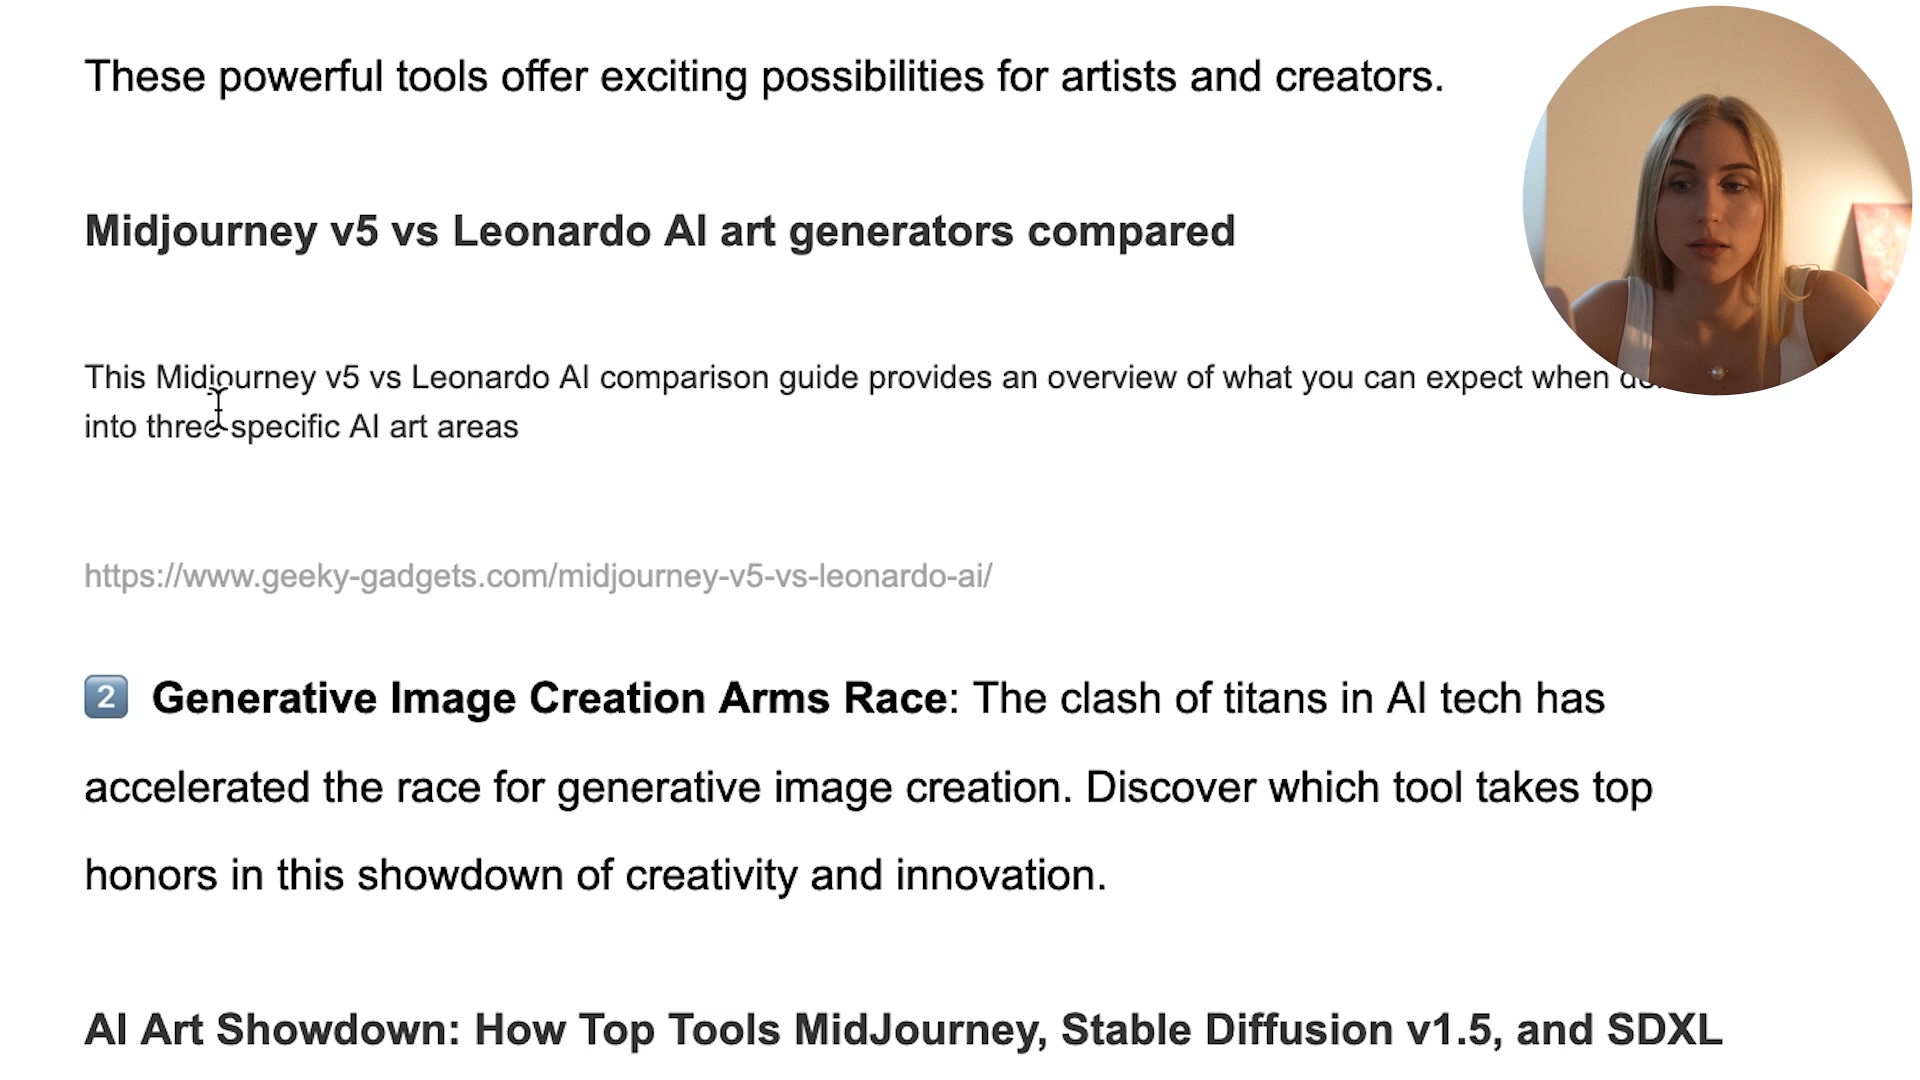 These powerful tools offer exciting possibilities for artists and creators.
Midjourney v5 vs Leonardo AI art generators compared
This Midjourney v5 vs Leonardo AI comparison guide provides an overview of what you can expect when
into three specific AI art areas
https://www.geeky-gadgets.com/midjourney-v5-vs-leonardo-ai/
2 Generative Image Creation Arms Race: The clash of titans in AI tech has
accelerated the race for generative image creation. Discover which tool takes top
honors in this showdown of creativity and innovation.
AI Art Showdown: How Top Tools MidJourney, Stable Diffusion v1.5, and SDXL